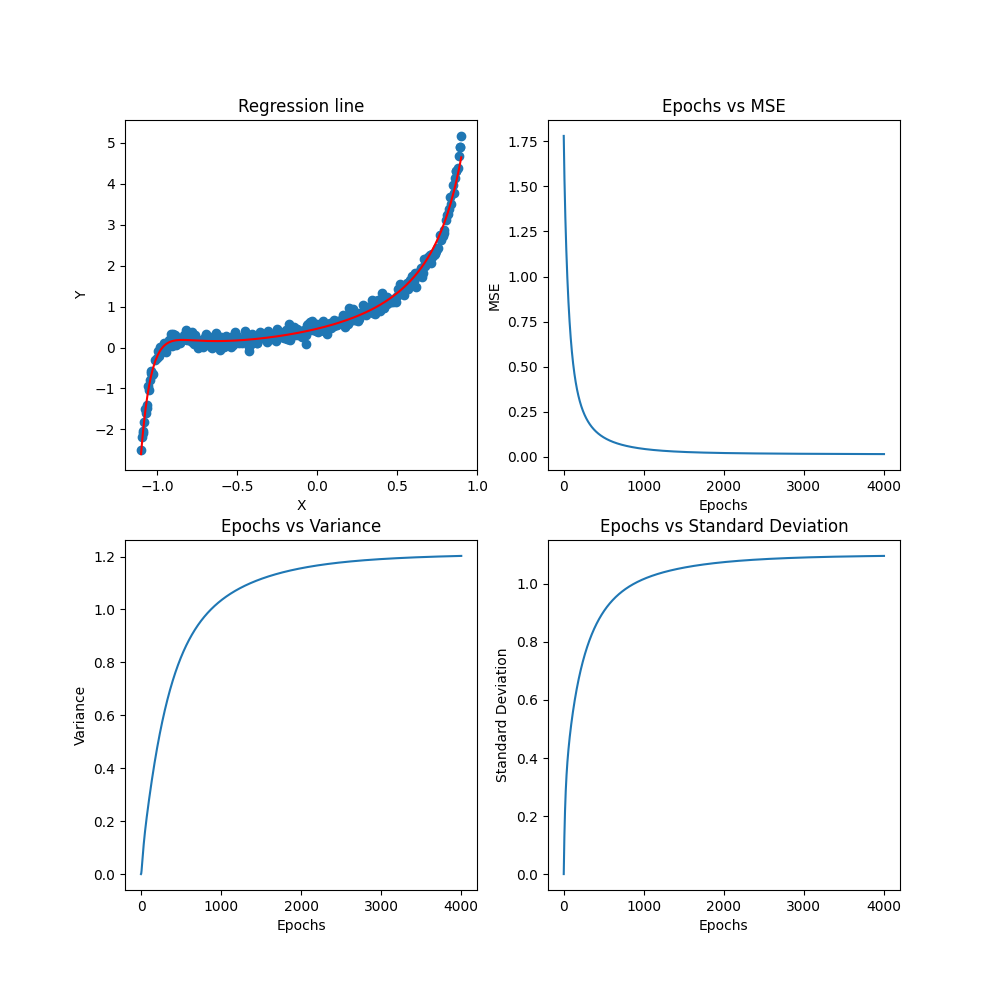 Regression line
5
4
3
2
1
0
−1
−2
Y
−1.0 −0.5 0.0 0.5 1.0
X
Epochs vs MSE
1.75
1.50
1.25
1.00
0.75
0.50
0.25
0.00
MSE
0 1000 2000 3000 4000
Epochs
Epochs vs Variance
1.2
1.0
0.8
0.6
0.4
0.2
0.0
Variance
0 1000 2000 3000 4000
Epochs
Epochs vs Standard Deviation
1.0
0.8
0.6
0.4
0.2
0.0
Standard Deviation
0 1000 2000 3000 4000
Epochs